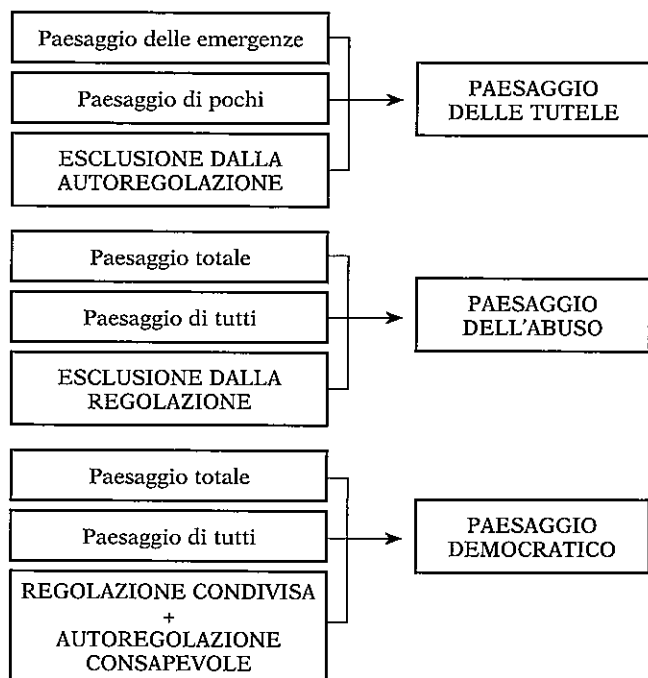 Paesaggio delle emergenze
Paesaggio di pochi
ESCLUSIONE DALLA
AUTOREGOLAZIONE
PAESAGGIO
DELLE TUTELE
Paesaggio totale
Paesaggio di tutti
ESCLUSIONE DALLA
REGOLAZIONE
PAESAGGIO
DELL'ABUSO
Paesaggio totale
Paesaggio di tutti
REGOLAZIONE CONDIVISA
+
AUTOREGOLAZIONE
CONSAPEVOLE
PAESAGGIO
DEMOCRATICO